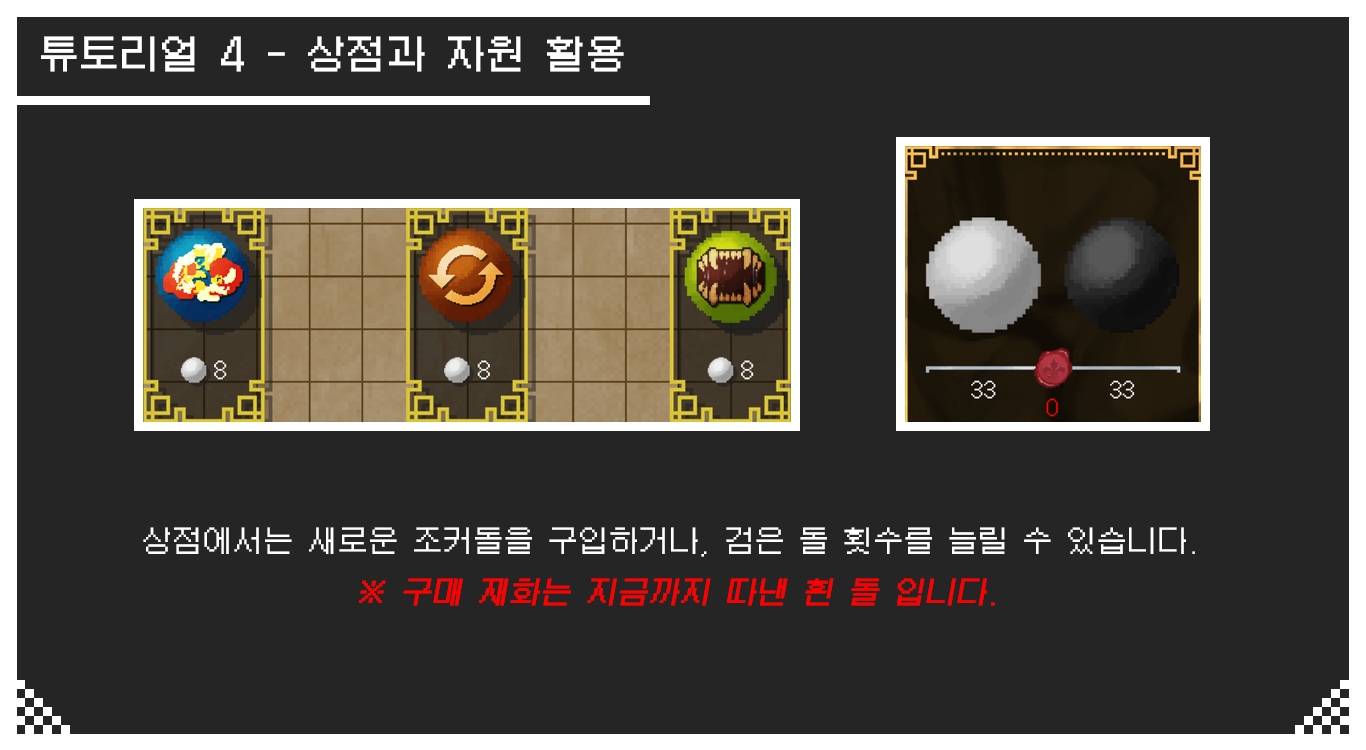 튜토리얼 4 - 상점과 자원 활용
8
8
8
33
33
0
상점에서는 새로운 조커돌을 구입하거나, 검은 돌 횟수를 늘릴 수 있습니다.
※ 구매 재화는 지금까지 따낸 흰 돌 입니다.